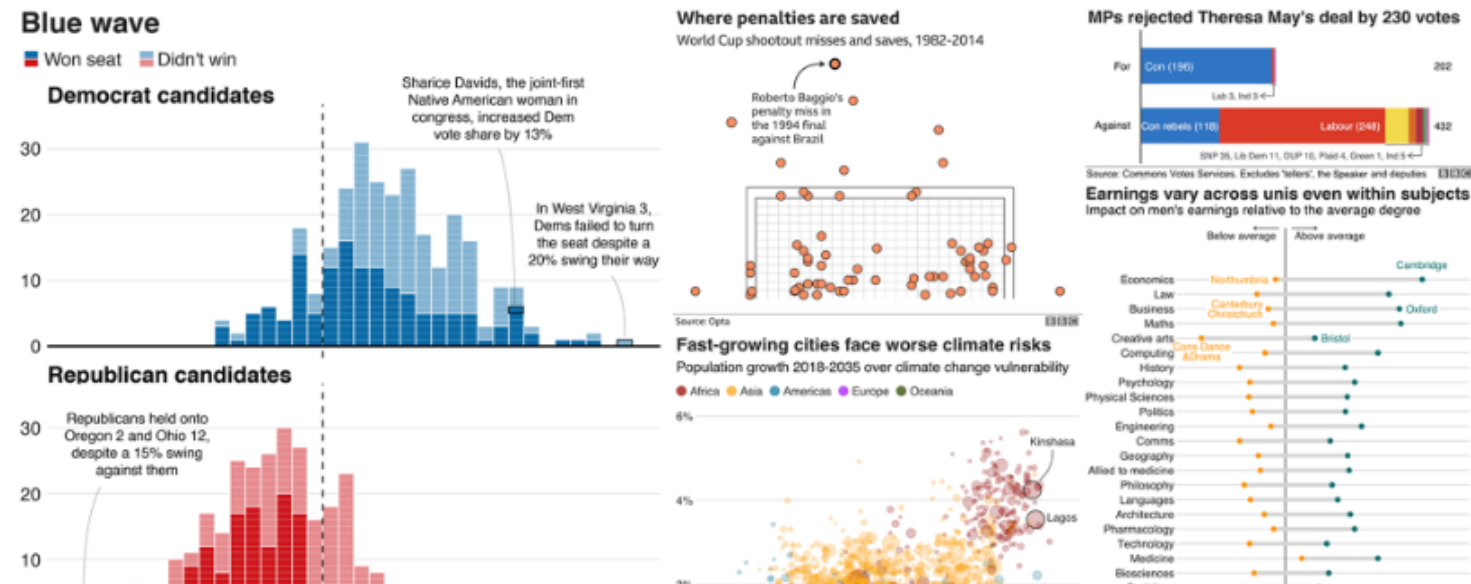 Blue wave
Won seat
Didn't win
Democrat candidates
Sharice Davids, the joint-first
Native American woman in
congress, increased Dem
vote share by 13%
In West Virginia 3,
Dems failed to turn
the seat despite a
20% swing their way
30
20
10
0
Republican candidates
Republicans held onto
Oregon 2 and Ohio 12,
despite a 15% swing
against them
30
20
10
Where penalties are saved
World Cup shootout misses and saves, 1982-2014
Roberto Baggio's
penalty miss in
the 1994 final
against Brazil
Source: Opta
BBC
Fast-growing cities face worse climate risks
Population growth 2018-2035 over climate change vulnerability
Africa
Asia
Americas
Europe
Oceania
6%
Kinshasa
4%
Lagos
MPs rejected Theresa May's deal by 230 votes
For
Con (196)
202
Lab 3, Ind 3
Against
Con rebels (118)
Labour (248)
432
SNP 35, Lib Dem 11, DUP 10, Plaid 4, Green 1, Ind 5
Source: Commons Votes Services. Excludes 'tellers', the Speaker and deputies
BBC
Earnings vary across unis even within subjects
Impact on men's earnings relative to the average degree
Below average
Above average
Cambridge
Economics
Northumbria
Law
Business
Canterbury
Christchuch
Oxford
Maths
Creative arts
Cons Dance
&Drama
Bristol
Computing
History
Psychology
Physical Sciences
Politics
Engineering
Comms
Geography
Allied to medicine
Philosophy
Languages
Architecture
Pharmacology
Technology
Medicine
Biosciences